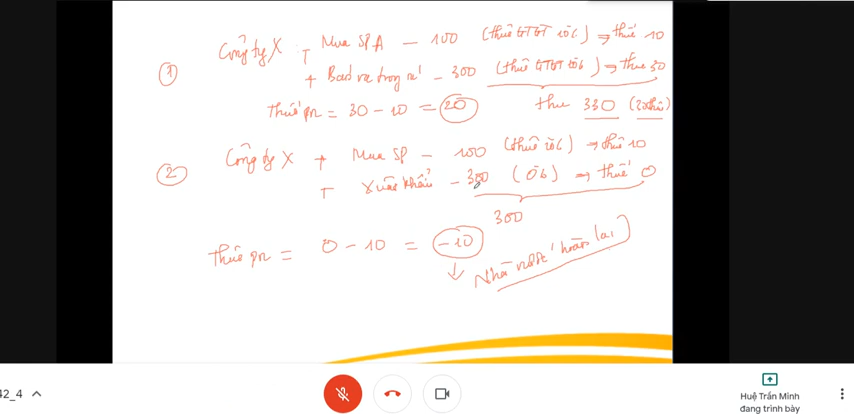 ① Công ty X + Mua SP A — 100 (thuế GTGT 10%) → thuế 10
+ Bán ra trong nước — 300 (thuế GTGT 10%) → thuế 30
Thuế pn = 30 - 10 = 20 thu 330
② Công ty X + Mua SP — 100 (thuế 10%) → thuế 10
+ Xuất khẩu — 300 (0%) → thuế 0
300
Thuế pn = 0 - 10 = -10
↓ Nhà nước hoàn lại
42_4
Huệ Trần Minh
đang trình bày